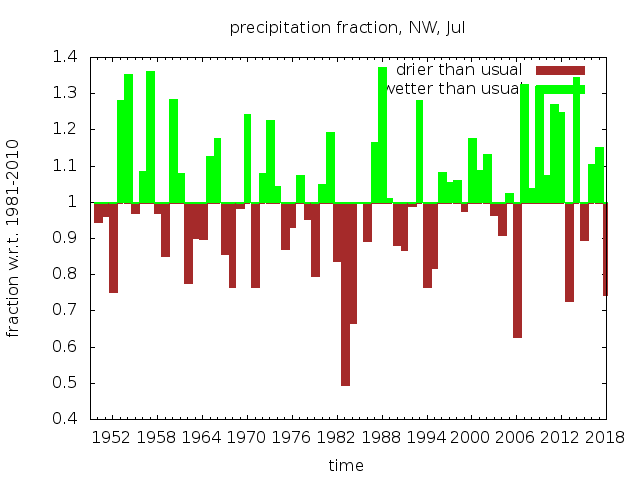 precipitation fraction, NW, Jul
drier than usual
wetter than usual
fraction w.r.t. 1981-2010
1.4
1.3
1.2
1.1
1
0.9
0.8
0.7
0.6
0.5
0.4
1952 1958 1964 1970 1976 1982 1988 1994 2000 2006 2012 2018
time